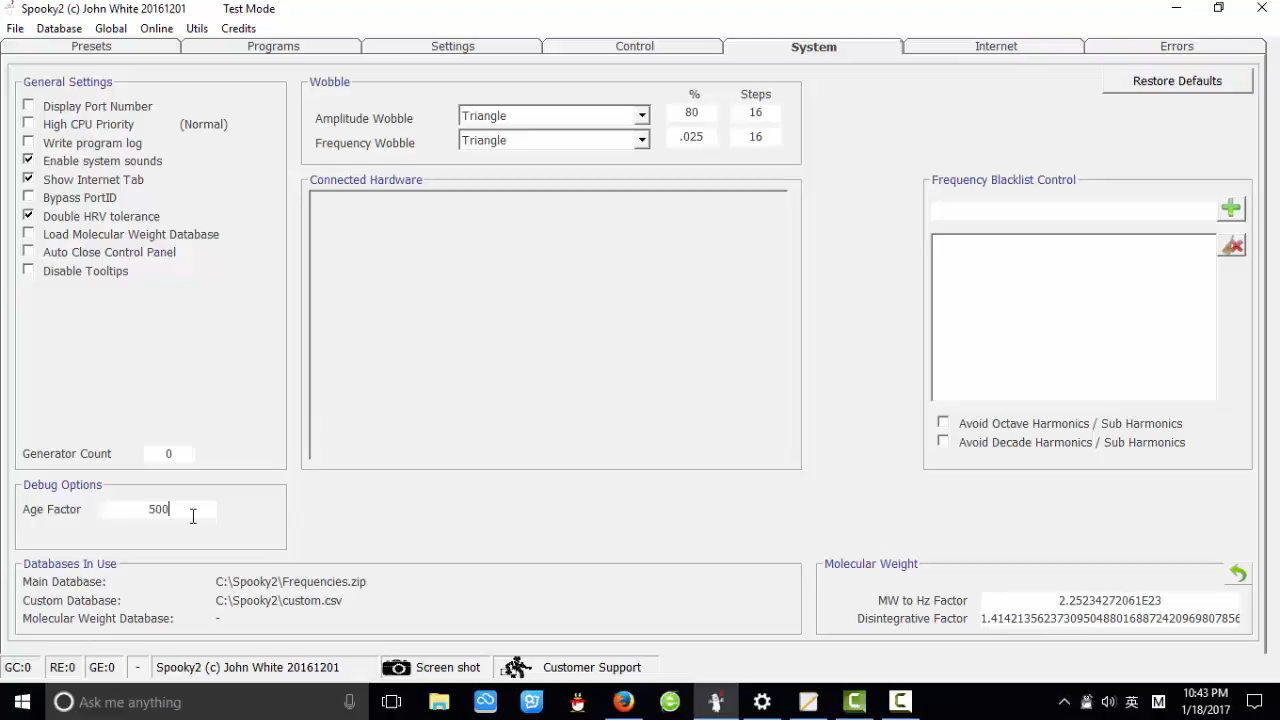 Spooky2 (c) John White 20161201 Test Mode
File Database Global Online Utils Credits
Presets Programs Settings Control System Internet Errors
General Settings
Display Port Number
High CPU Priority (Normal)
Write program log
Enable system sounds
Show Internet Tab
Bypass PortID
Double HRV tolerance
Load Molecular Weight Database
Auto Close Control Panel
Disable Tooltips
Generator Count 0
Wobble
% Steps
Amplitude Wobble Triangle 80 16
Frequency Wobble Triangle .025 16
Connected Hardware
Restore Defaults
Frequency Blacklist Control
Avoid Octave Harmonics / Sub Harmonics
Avoid Decade Harmonics / Sub Harmonics
Debug Options
Age Factor 500
Databases In Use
Main Database: C:\Spooky2\Frequencies.zip
Custom Database: C:\Spooky2\custom.csv
Molecular Weight Database: -
Molecular Weight
MW to Hz Factor 2.25234272061E23
Disintegrative Factor 1.4142135623730950488016887242096980785​6
GC:0 RE:0 GE:0 - Spooky2 (c) John White 20161201 Screen shot Customer Support
Ask me anything 英 M 10:43 PM
1/18/2017